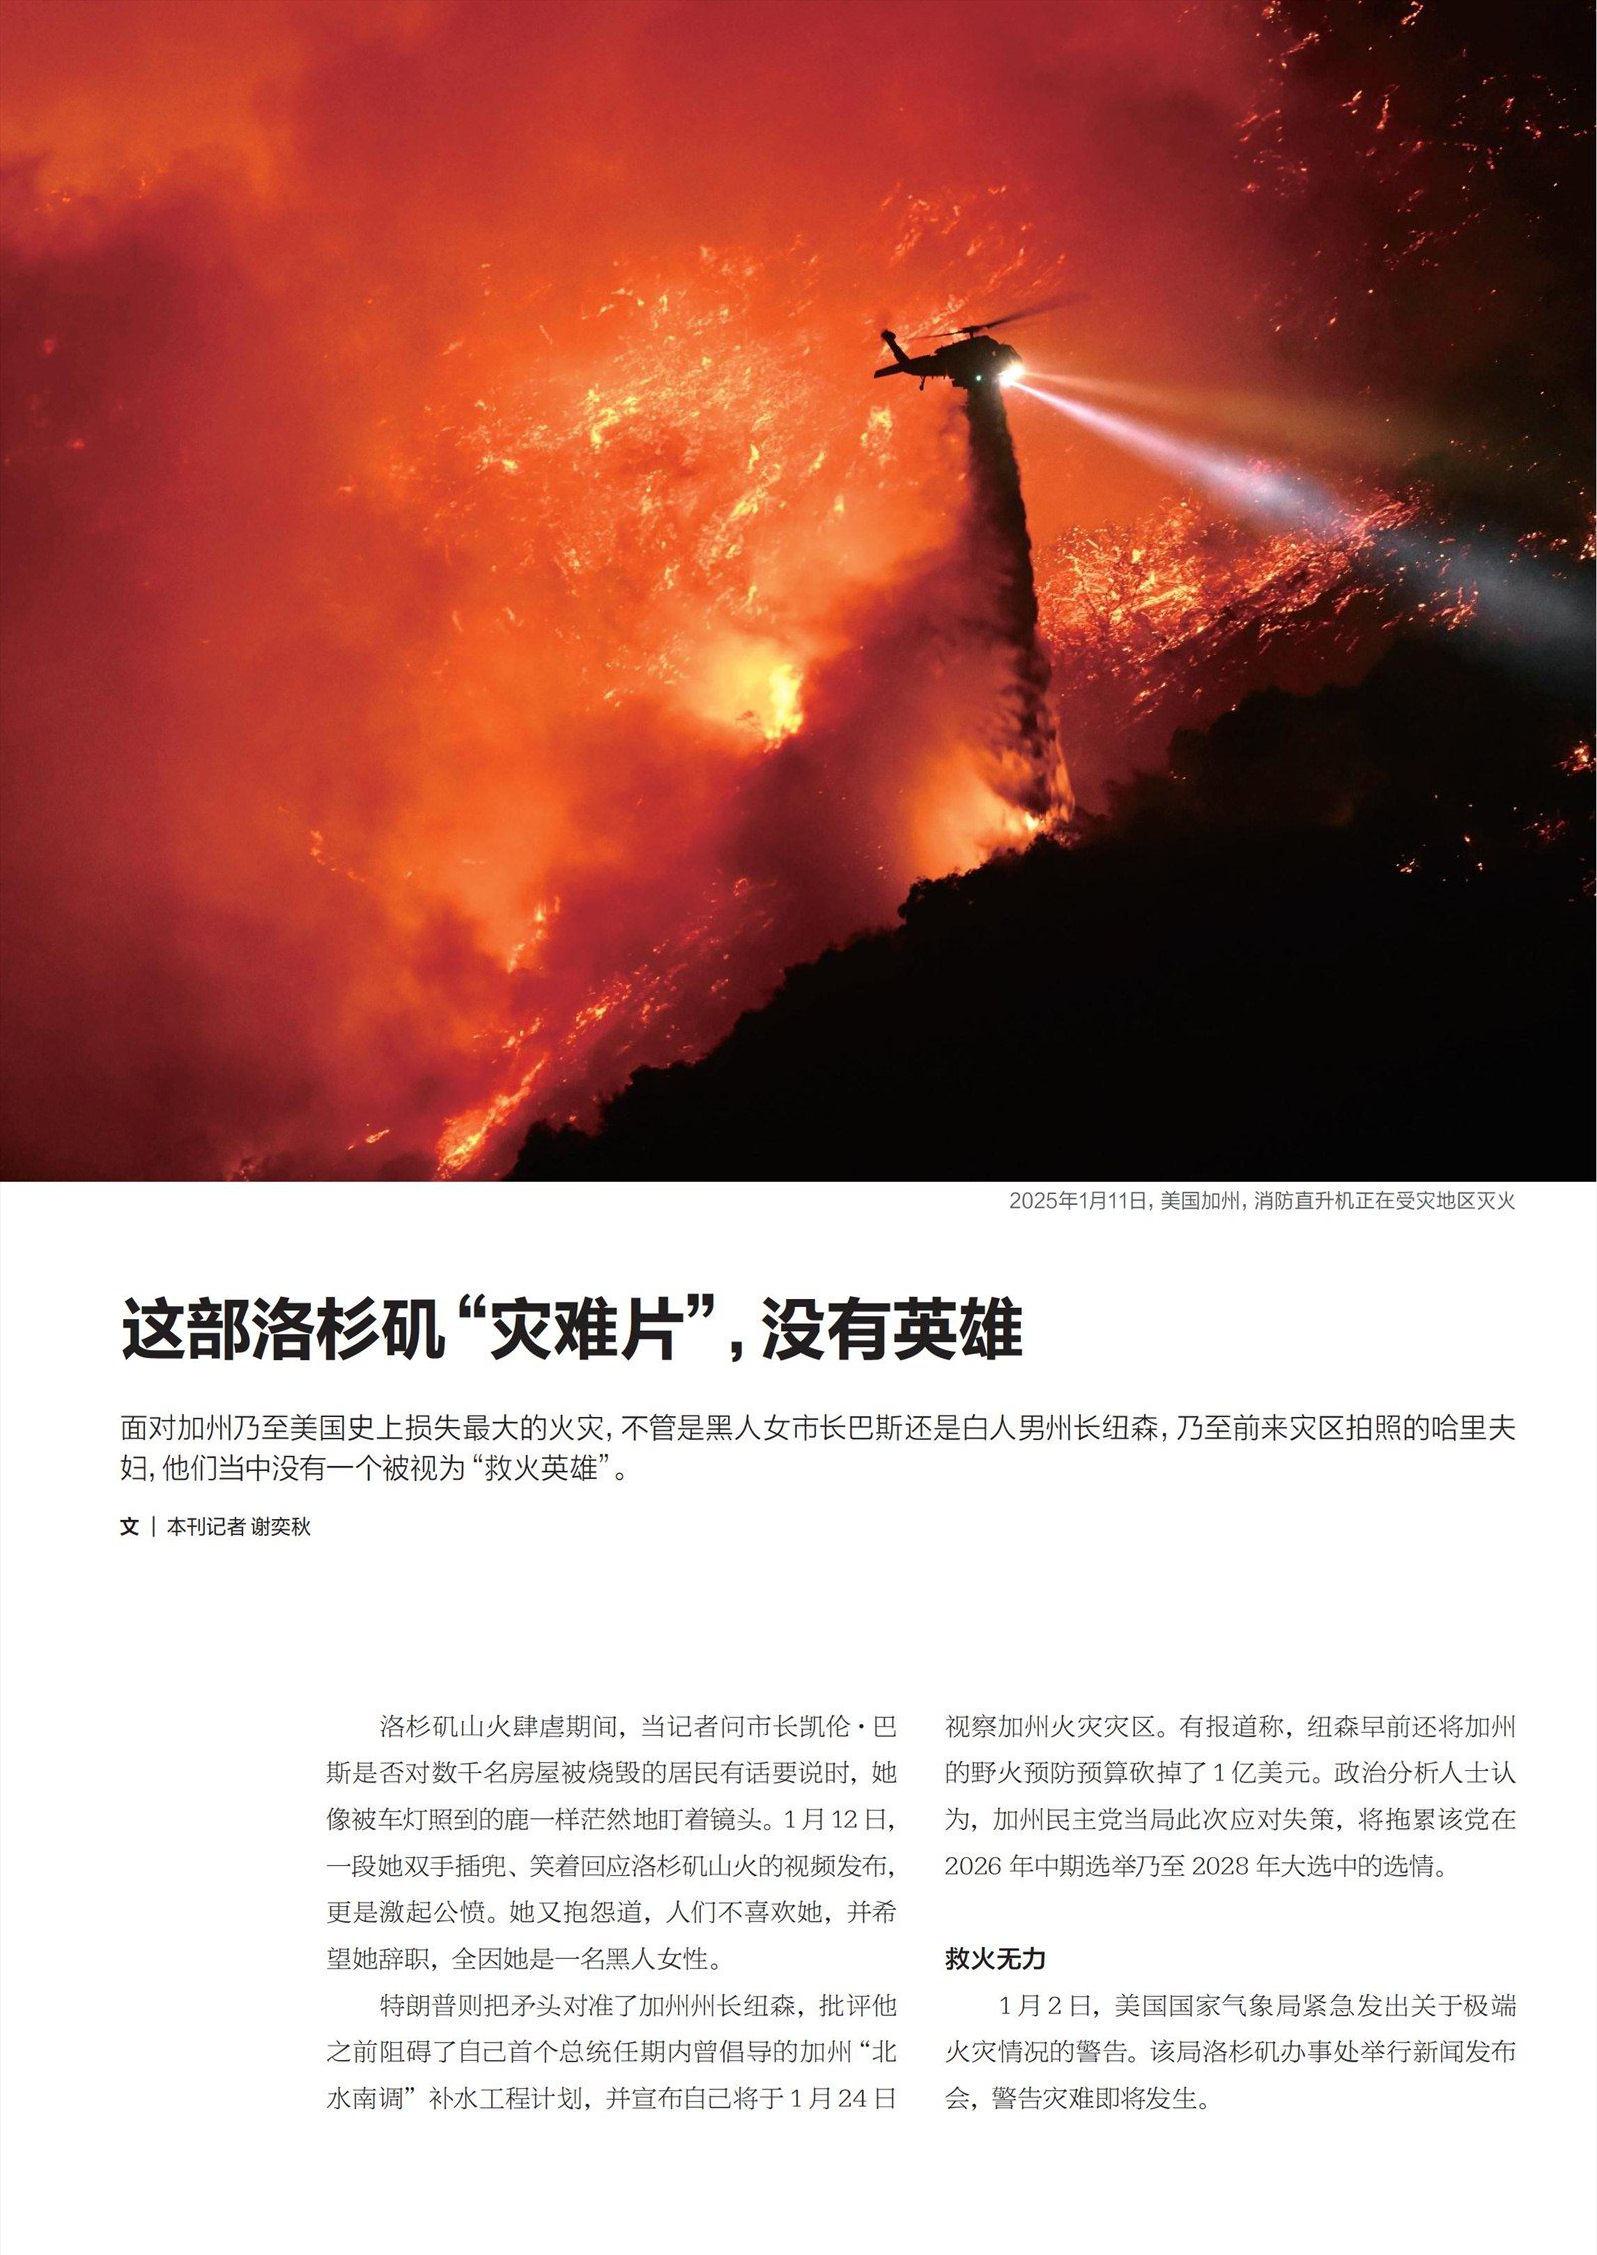 2025年1月11日，美国加州，消防直升机正在受灾地区灭火
这部洛杉矶“灾难片”，没有英雄
面对加州乃至美国史上损失最大的火灾，不管是黑人女市长巴斯还是白人男州长纽森，乃至前来灾区拍照的哈里夫
妇，他们当中没有一个被视为“救火英雄”。
文｜本刊记者 谢奕秋
洛杉矶山火肆虐期间，当记者问市长凯伦·巴
斯是否对数千名房屋被烧毁的居民有话要说时，她
像被车灯照到的鹿一样茫然地盯着镜头。1月12日，
一段她双手插兜、笑着回应洛杉矶山火的视频发布，
更是激起公愤。她又抱怨道，人们不喜欢她，并希
望她辞职，全因她是一名黑人女性。
特朗普则把矛头对准了加州州长纽森，批评他
之前阻碍了自己首个总统任期内曾倡导的加州“北
水南调”补水工程计划，并宣布自己将于1月24日
视察加州火灾灾区。有报道称，纽森早前还将加州
的野火预防预算砍掉了1亿美元。政治分析人士认
为，加州民主党当局此次应对失策，将拖累该党在
2026年中期选举乃至2028年大选中的选情。
救火无力
1月2日，美国国家气象局紧急发出关于极端
火灾情况的警告。该局洛杉矶办事处举行新闻发布
会，警告灾难即将发生。